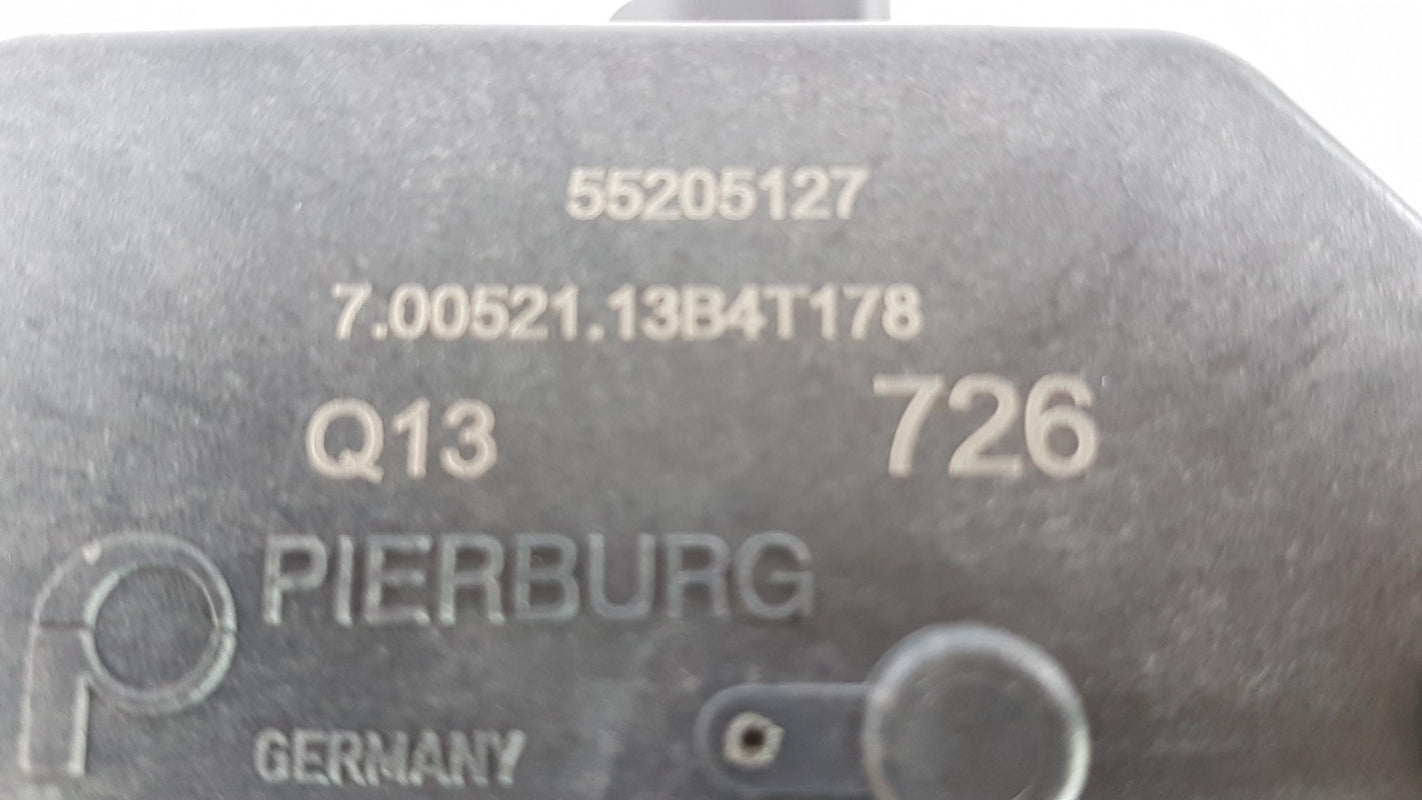 55205127
7.00521.13B4T178
Q13 726
PIERBURG
GERMANY